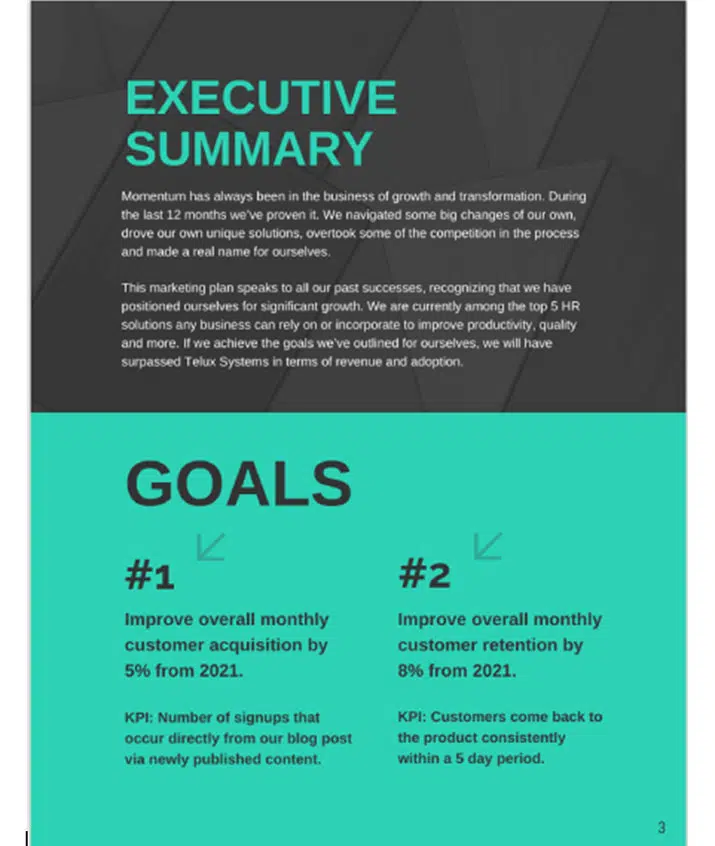 EXECUTIVE
SUMMARY
Momentum has always been in the business of growth and transformation. During
the last 12 months we've proven it. We navigated some big changes of our own,
drove our own unique solutions, overtook some of the competition in the process
and made a real name for ourselves.
This marketing plan speaks to all our past successes, recognizing that we have
positioned ourselves for significant growth. We are currently among the top 5 HR
solutions any business can rely on or incorporate to improve productivity, quality
and more. If we achieve the goals we've outlined for ourselves, we will have
surpassed Telux Systems in terms of revenue and adoption.
GOALS
#1
Improve overall monthly
customer acquisition by
5% from 2021.
KPI: Number of signups that
occur directly from our blog post
via newly published content.
#2
Improve overall monthly
customer retention by
8% from 2021.
KPI: Customers come back to
the product consistently
within a 5 day period.
3